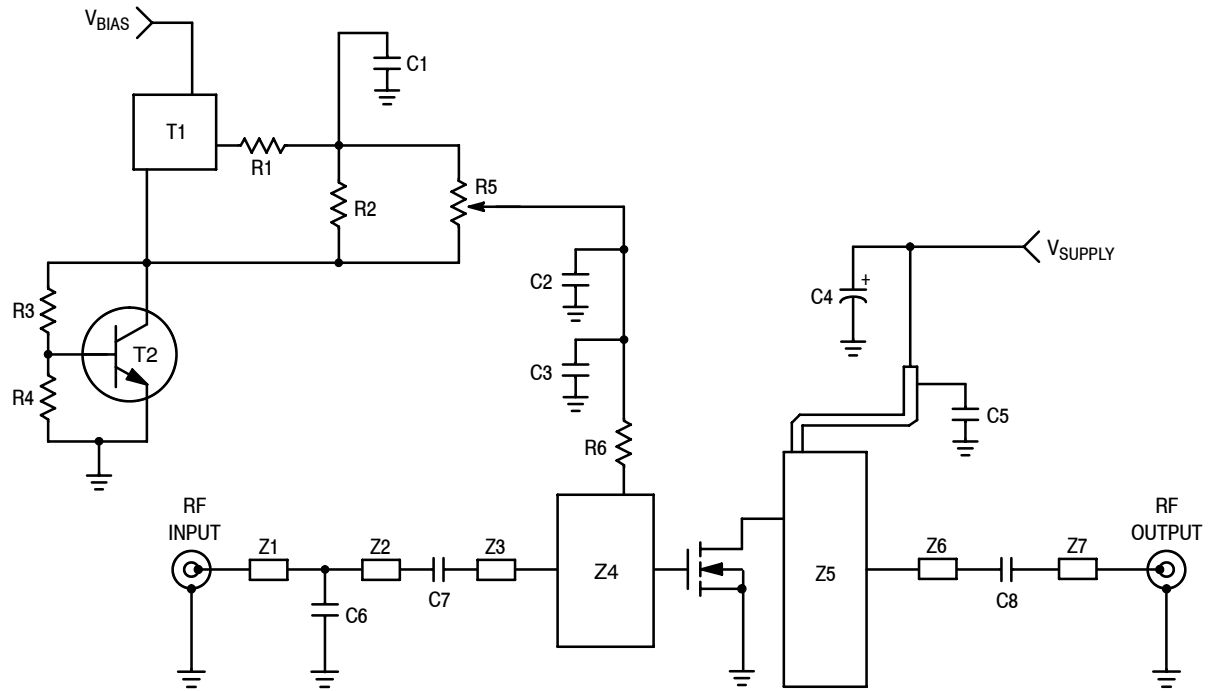 VBIAS
C1
T1
R1
R2
R5
VSUPPLY
C4
+
C2
R3
T2
C3
R4
C5
R6
RF
INPUT
RF
OUTPUT
Z1
Z2
Z3
Z6
Z7
Z4
Z5
C7
C8
C6